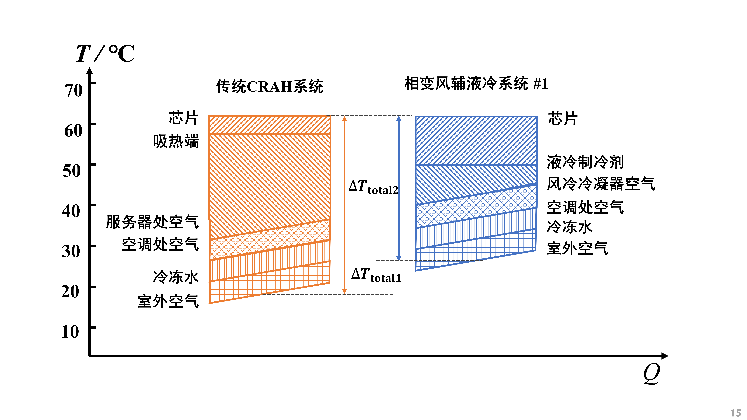 T / °C
传统CRAH系统
相变风辅液冷系统 #1
70
60
50
40
30
20
10
芯片
吸热端
服务器处空气
空调处空气
冷冻水
室外空气
ΔTtotal2
ΔTtotal1
芯片
液冷制冷剂
风冷冷凝器空气
空调处空气
冷冻水
室外空气
Q
15